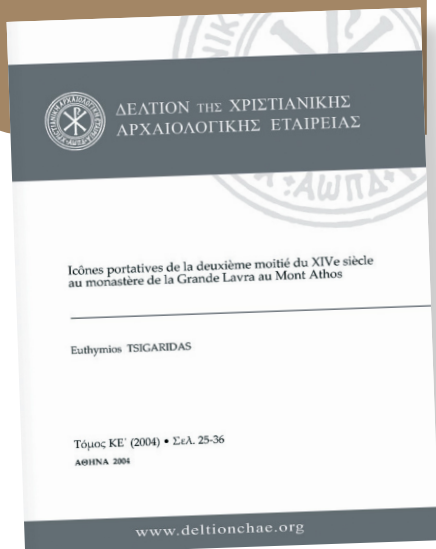 ΔΕΛΤΙΟΝ ΤΗΣ ΧΡΙΣΤΙΑΝΙΚΗΣ
ΑΡΧΑΙΟΛΟΓΙΚΗΣ ΕΤΑΙΡΕΙΑΣ
Icônes portatives de la deuxième moitié du XIVe siècle
au monastère de la Grande Lavra au Mont Athos
Euthymios TSIGARIDAS
Τόμος ΚΕ' (2004) • Σελ. 25-36
ΑΘΗΝΑ 2004
www.deltionchae.org